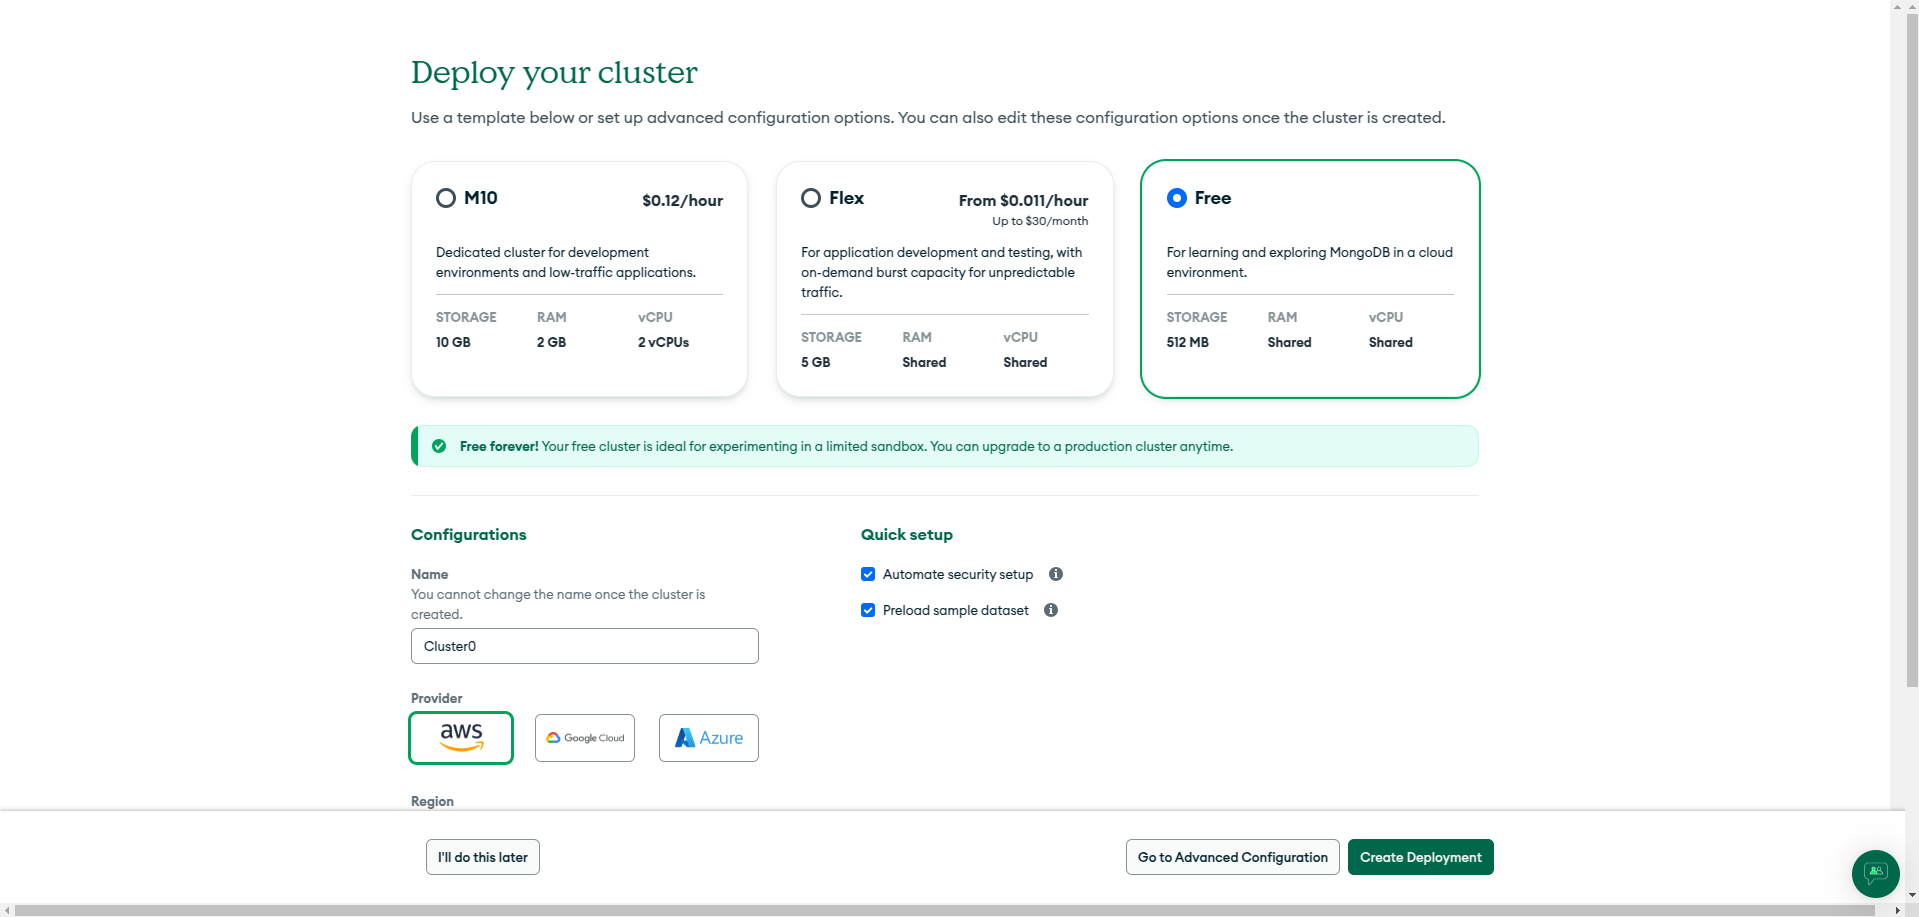 Deploy your cluster
Use a template below or set up advanced configuration options. You can also edit these configuration options once the cluster is created.
M10
$0.12/hour
Dedicated cluster for development
environments and low-traffic applications.
STORAGE RAM vCPU
10 GB 2 GB 2 vCPUs
Flex
From $0.011/hour
Up to $30/month
For application development and testing, with
on-demand burst capacity for unpredictable
traffic.
STORAGE RAM vCPU
5 GB Shared Shared
Free
For learning and exploring MongoDB in a cloud
environment.
STORAGE RAM vCPU
512 MB Shared Shared
Free forever! Your free cluster is ideal for experimenting in a limited sandbox. You can upgrade to a production cluster anytime.
Configurations
Name
You cannot change the name once the cluster is
created.
Cluster0
Provider
aws
Google Cloud
Azure
Region
Quick setup
Automate security setup
Preload sample dataset
I'll do this later
Go to Advanced Configuration
Create Deployment